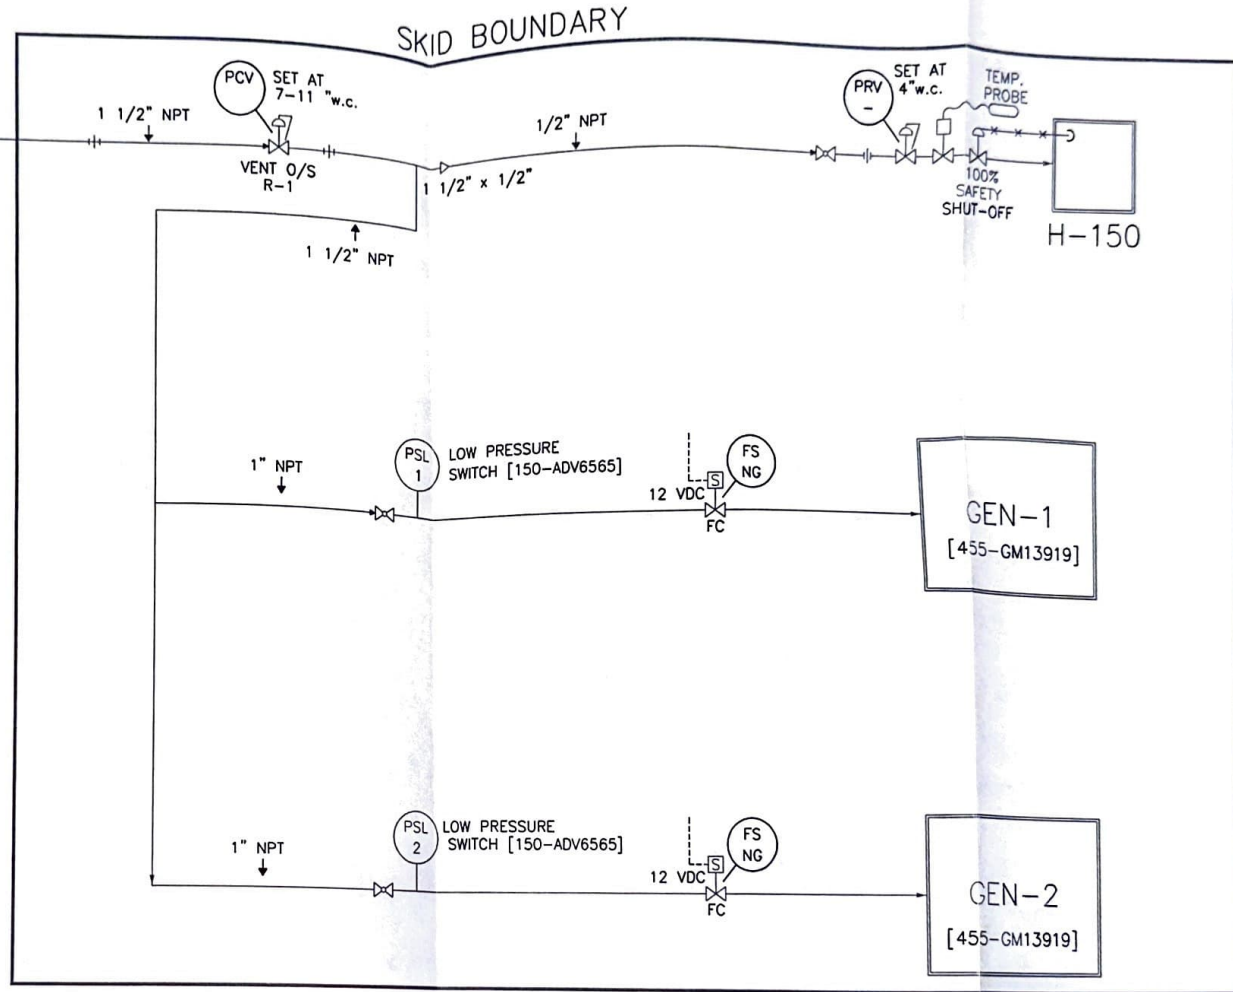 SKID BOUNDARY
PCV
SET AT
7-11 "w.c.
1 1/2" NPT
VENT O/S
R-1
1/2" NPT
1 1/2" x 1/2"
1 1/2" NPT
PRV
-
SET AT
4"w.c.
TEMP.
PROBE
100%
SAFETY
SHUT-OFF
H-150
1" NPT
PSL
1
LOW PRESSURE
SWITCH [150-ADV6565]
12 VDC
S
FS
NG
FC
GEN-1
[455-GM13919]
1" NPT
PSL
2
LOW PRESSURE
SWITCH [150-ADV6565]
12 VDC
S
FS
NG
FC
GEN-2
[455-GM13919]